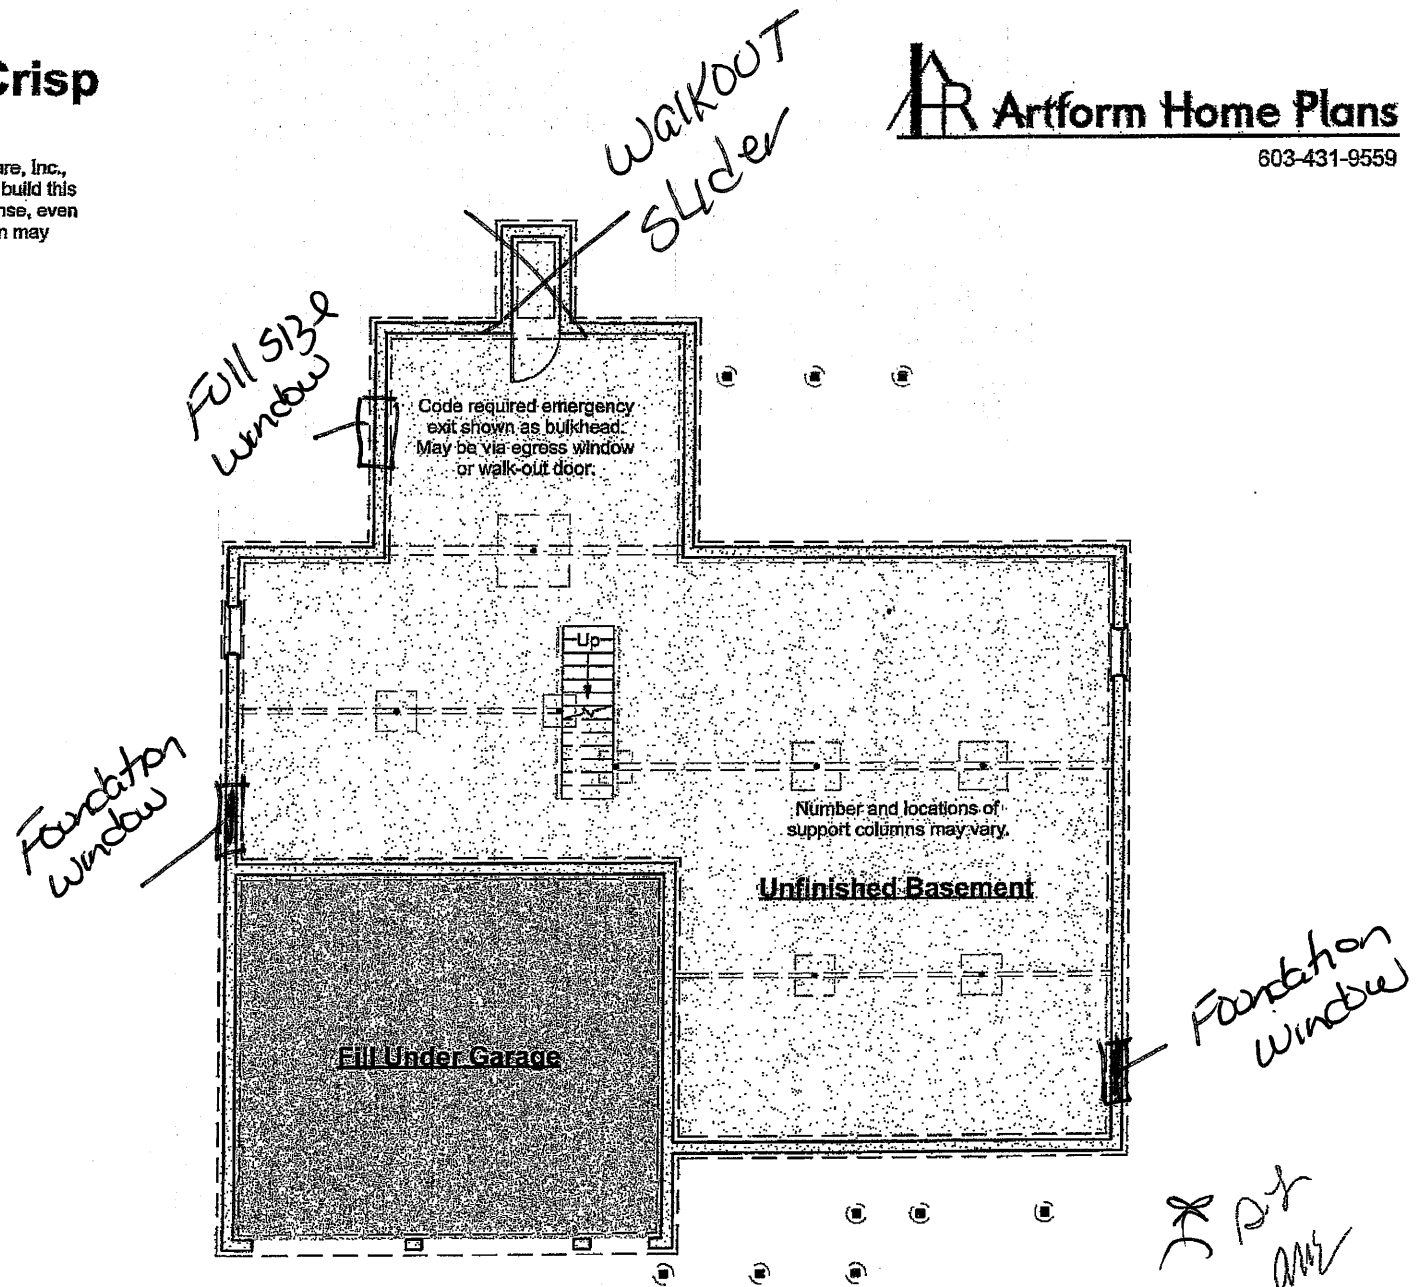 Crisp
are, Inc.,
build this
nse, even
n may
Artform Home Plans
603-431-9559
Walkout
Slider
Full Size
Window
Code required emergency
exit shown as bulkhead.
May be via egress window
or walk-out door.
Up
Foundation
Window
Number and locations of
support columns may vary.
Unfinished Basement
Fill Under Garage
Foundation
Window